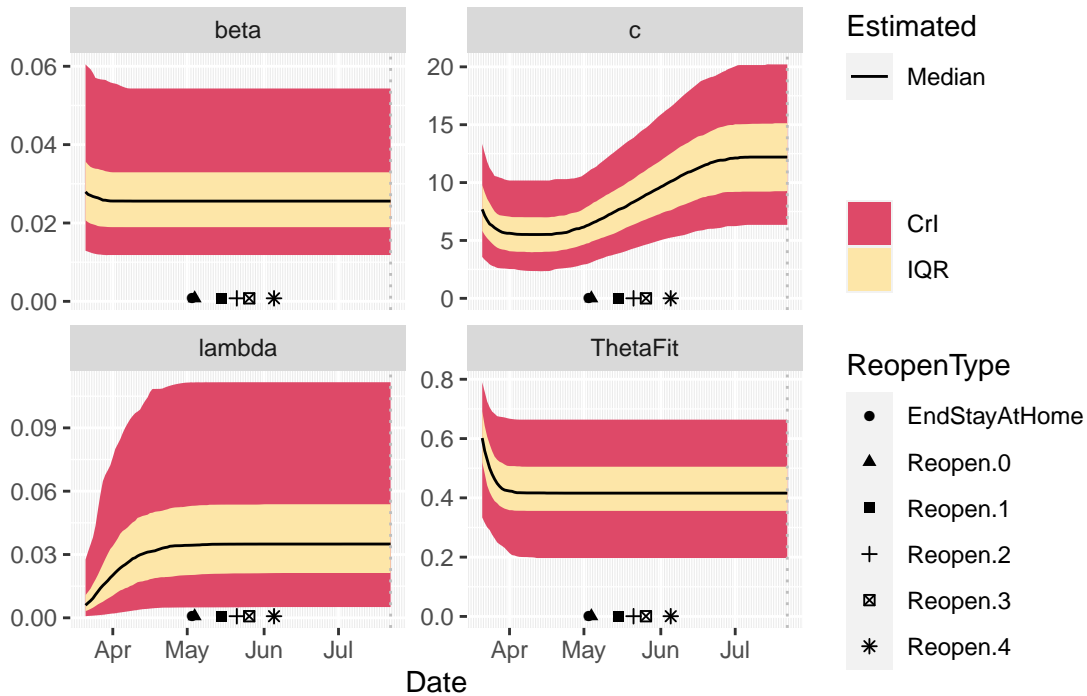 beta
c
0.06
0.04
0.02
0.00
20
15
10
5
0
lambda
ThetaFit
0.09
0.06
0.03
0.00
0.8
0.6
0.4
0.2
0.0
Apr May Jun Jul
Apr May Jun Jul
Date
Estimated
Median
CrI
IQR
ReopenType
EndStayAtHome
Reopen.0
Reopen.1
Reopen.2
Reopen.3
Reopen.4